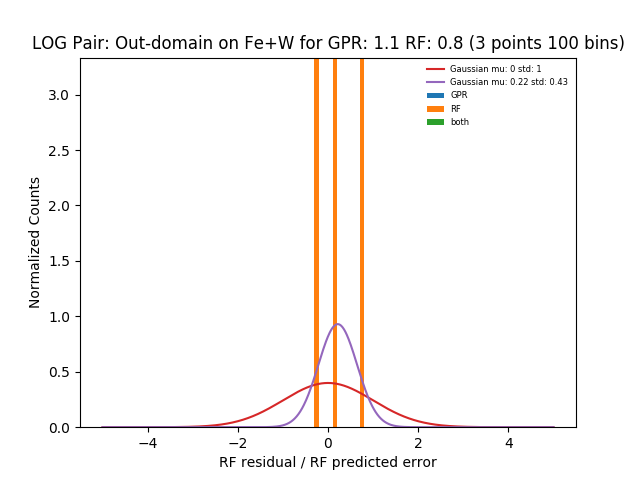 LOG Pair: Out-domain on Fe+W for GPR: 1.1 RF: 0.8 (3 points 100 bins)
Gaussian mu: 0 std: 1
Gaussian mu: 0.22 std: 0.43
GPR
RF
both
Normalized Counts
3.0
2.5
2.0
1.5
1.0
0.5
0.0
−4 −2 0 2 4
RF residual / RF predicted error